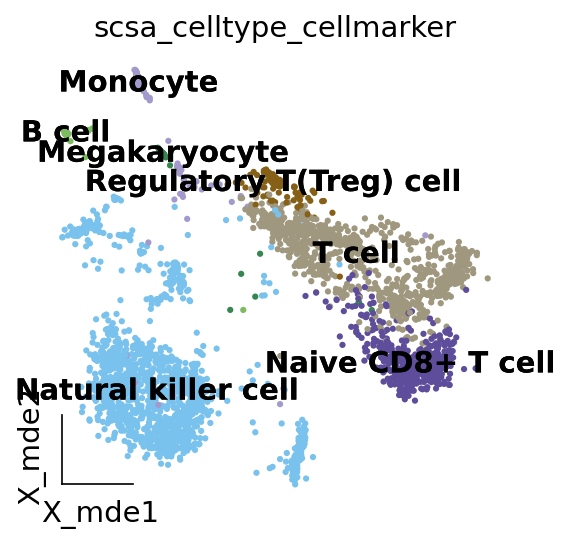 scsa_celltype_cellmarker
Monocyte
B cell
Megakaryocyte
Regulatory T(Treg) cell
T cell
Naive CD8+ T cell
Natural killer cell
X_mde2
X_mde1